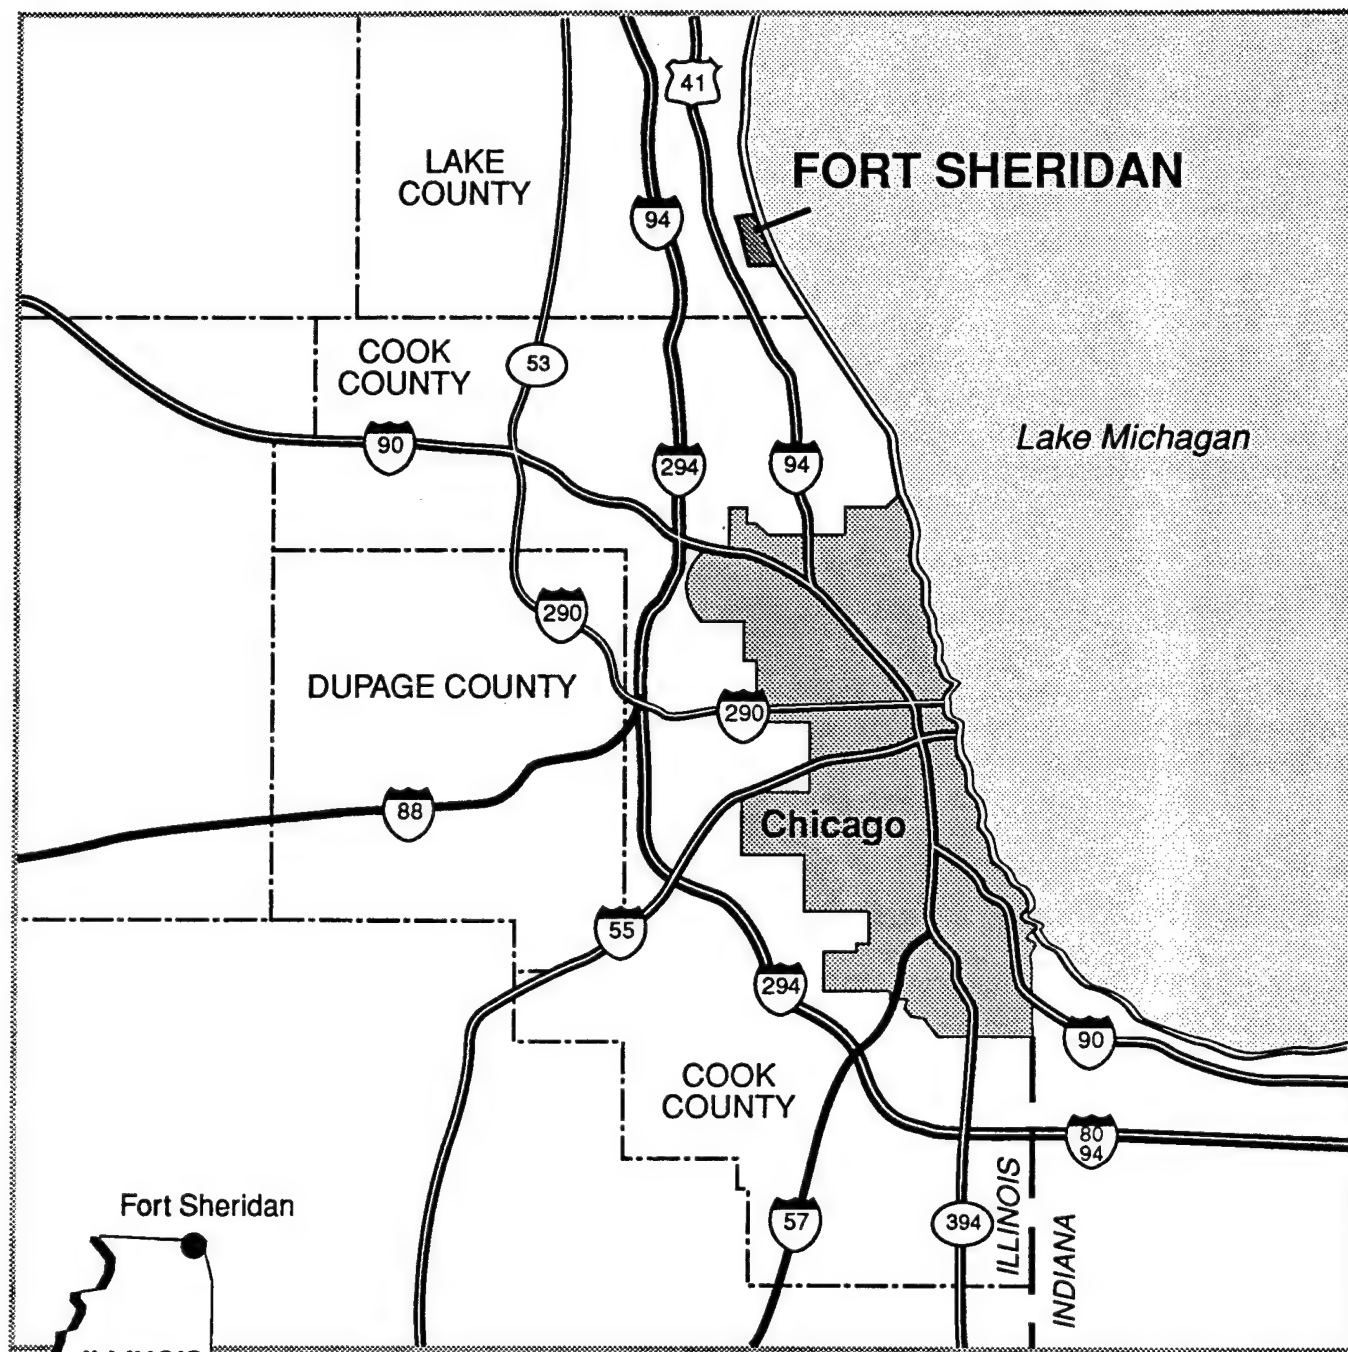 41
LAKE
COUNTY
FORT SHERIDAN
94
COOK
COUNTY
53
90
294
94
Lake Michagan
290
DUPAGE COUNTY
290
88
Chicago
55
294
90
COOK
COUNTY
80
94
Fort Sheridan
57
394
ILLINOIS
INDIANA
ILLINOIS